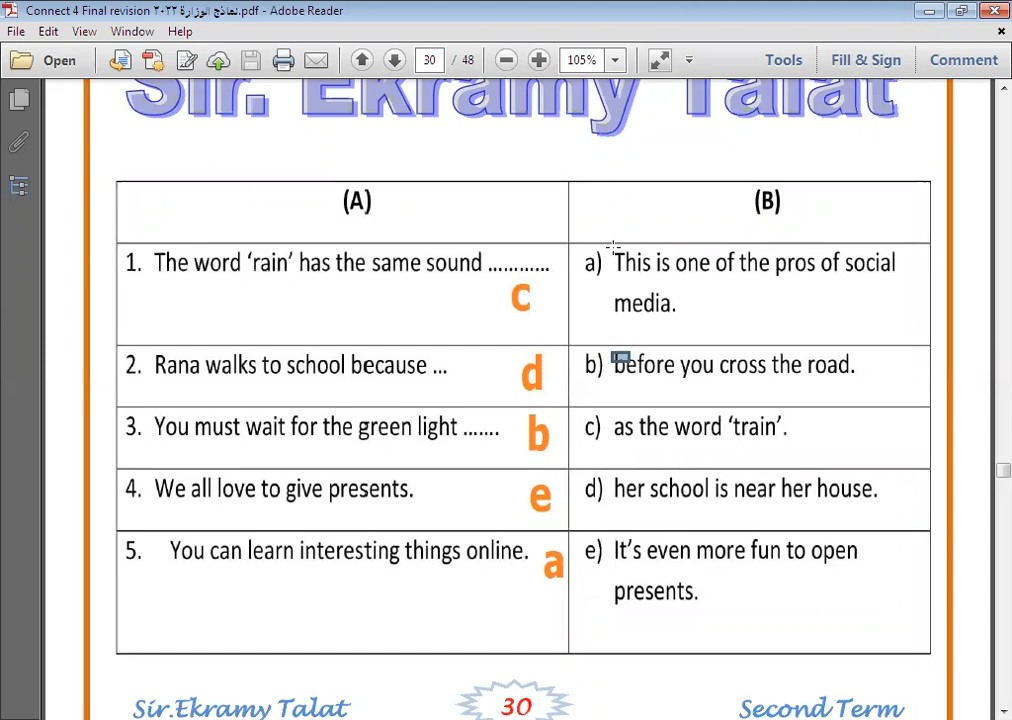 Connect 4 Final revision نماذج الوزارة ٢٠٢٢.pdf - Adobe Reader
File Edit View Window Help
Open 30 / 48 105% Tools Fill & Sign Comment
Sir. Ekramy Talat
(A) (B)
1. The word ‘rain’ has the same sound ………… a) This is one of the pros of social
c media.
2. Rana walks to school because ... d b) before you cross the road.
3. You must wait for the green light ....... b c) as the word ‘train’.
4. We all love to give presents. e d) her school is near her house.
5. You can learn interesting things online. a e) It’s even more fun to open
presents.
Sir.Ekramy Talat 30 Second Term